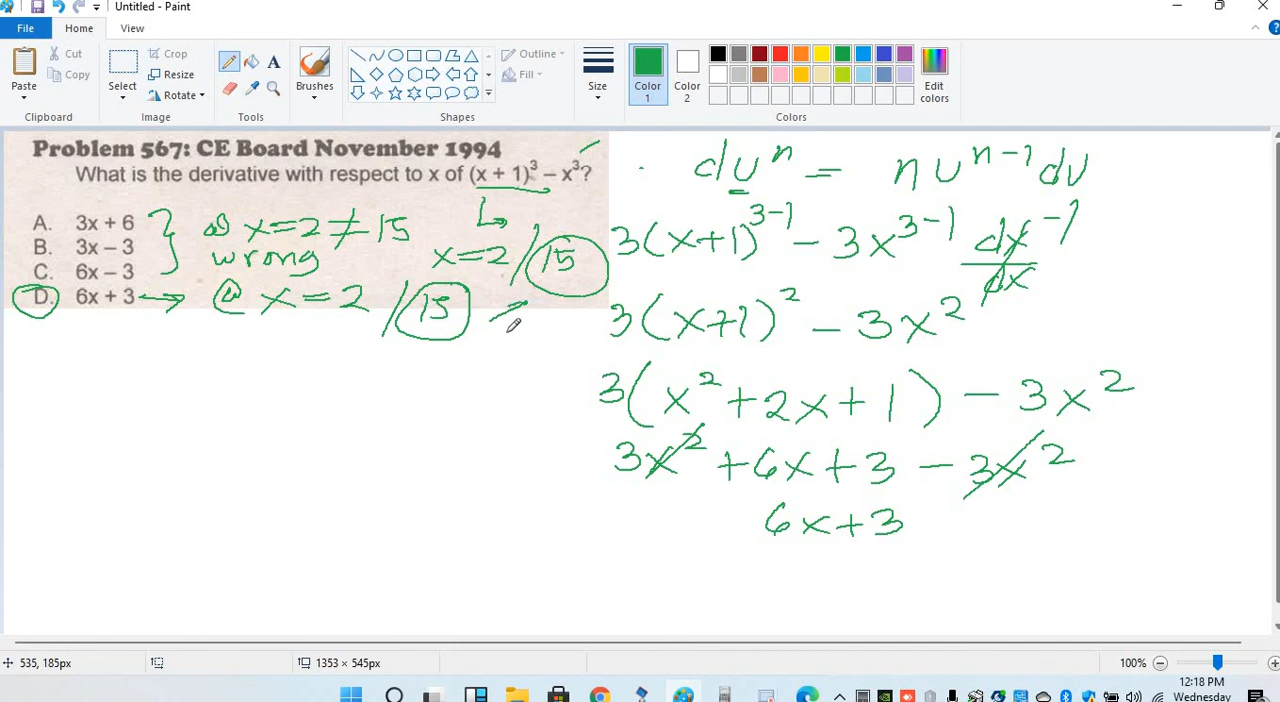 Untitled - Paint
File Home View
Paste
Cut
Copy
Clipboard
Select
Crop
Resize
Rotate
Image
Tools
Brushes
Shapes
Outline
Fill
Size
Color 1
Color 2
Edit colors
Colors
Problem 567: CE Board November 1994
What is the derivative with respect to x of (x + 1)³ – x³?
A. 3x + 6
B. 3x – 3
C. 6x – 3
D. 6x + 3
@ x=2 ≠ 15
wrong
x=2 / 15
@ x = 2 / 15
du^n = nu^(n-1) du
3(x+1)^(3-1) - 3x^(3-1) dx/dx 1
3(x+1)² - 3x²
3(x²+2x+1) - 3x²
3x² +6x+3 - 3x²
6x+3
535, 185px
1353 × 545px
100%
12:18 PM
Wednesday